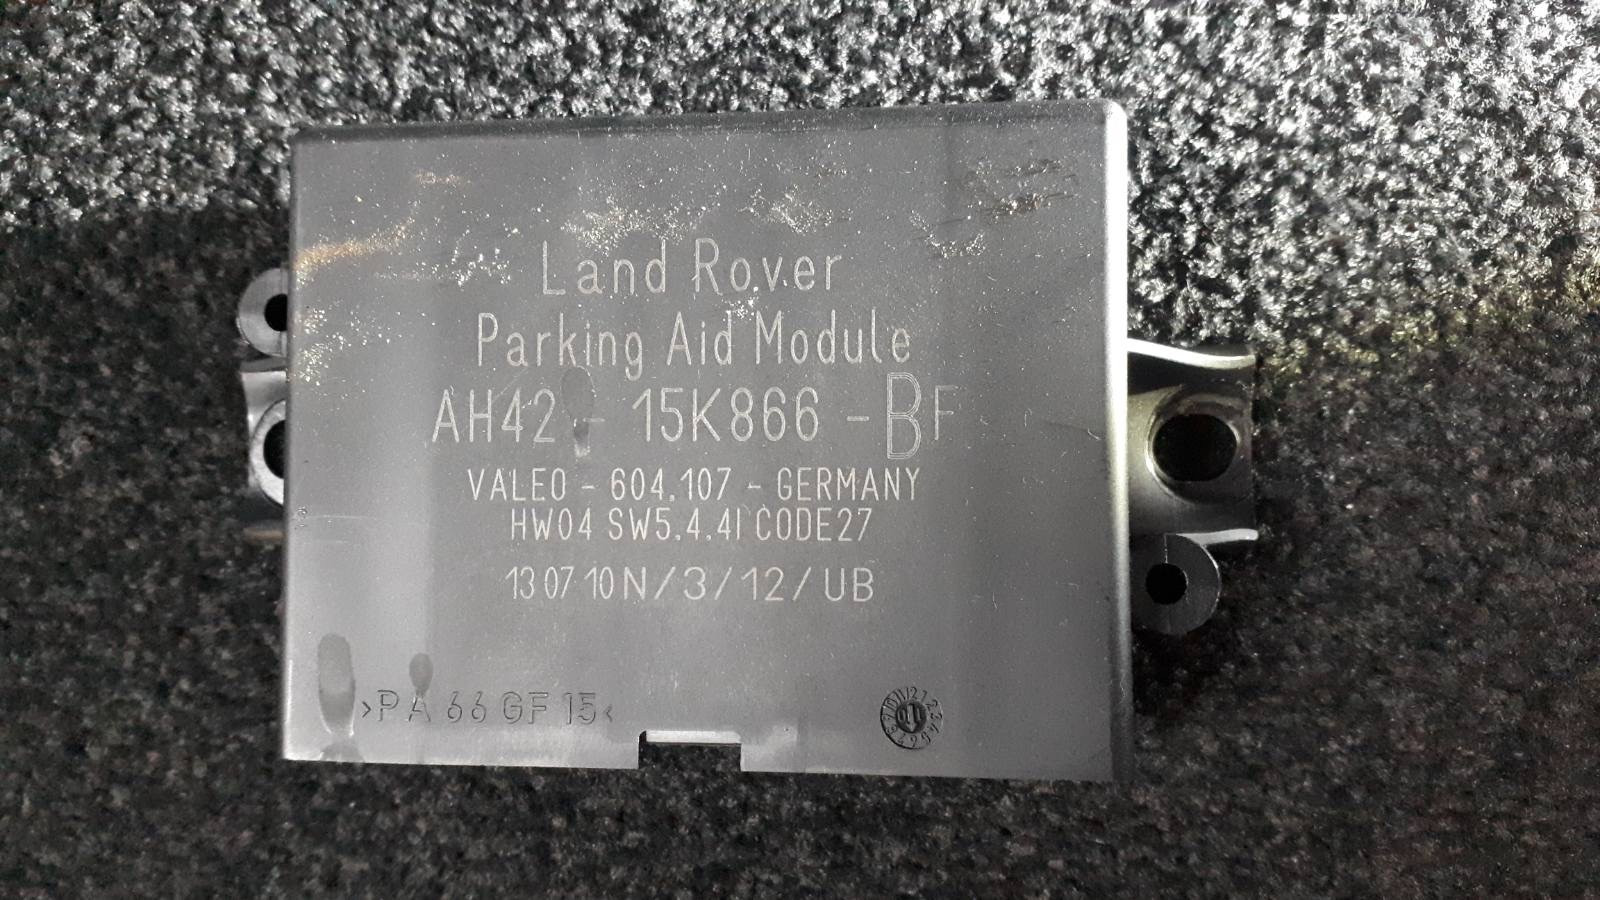 Land Rover
Parking Aid Module
AH42 - 15K866 - BF
VALEO - 604.107 - GERMANY
HW04 SW5.4.4I CODE27
13 07 10 N/3/12/UB
>PA 66 GF 15<